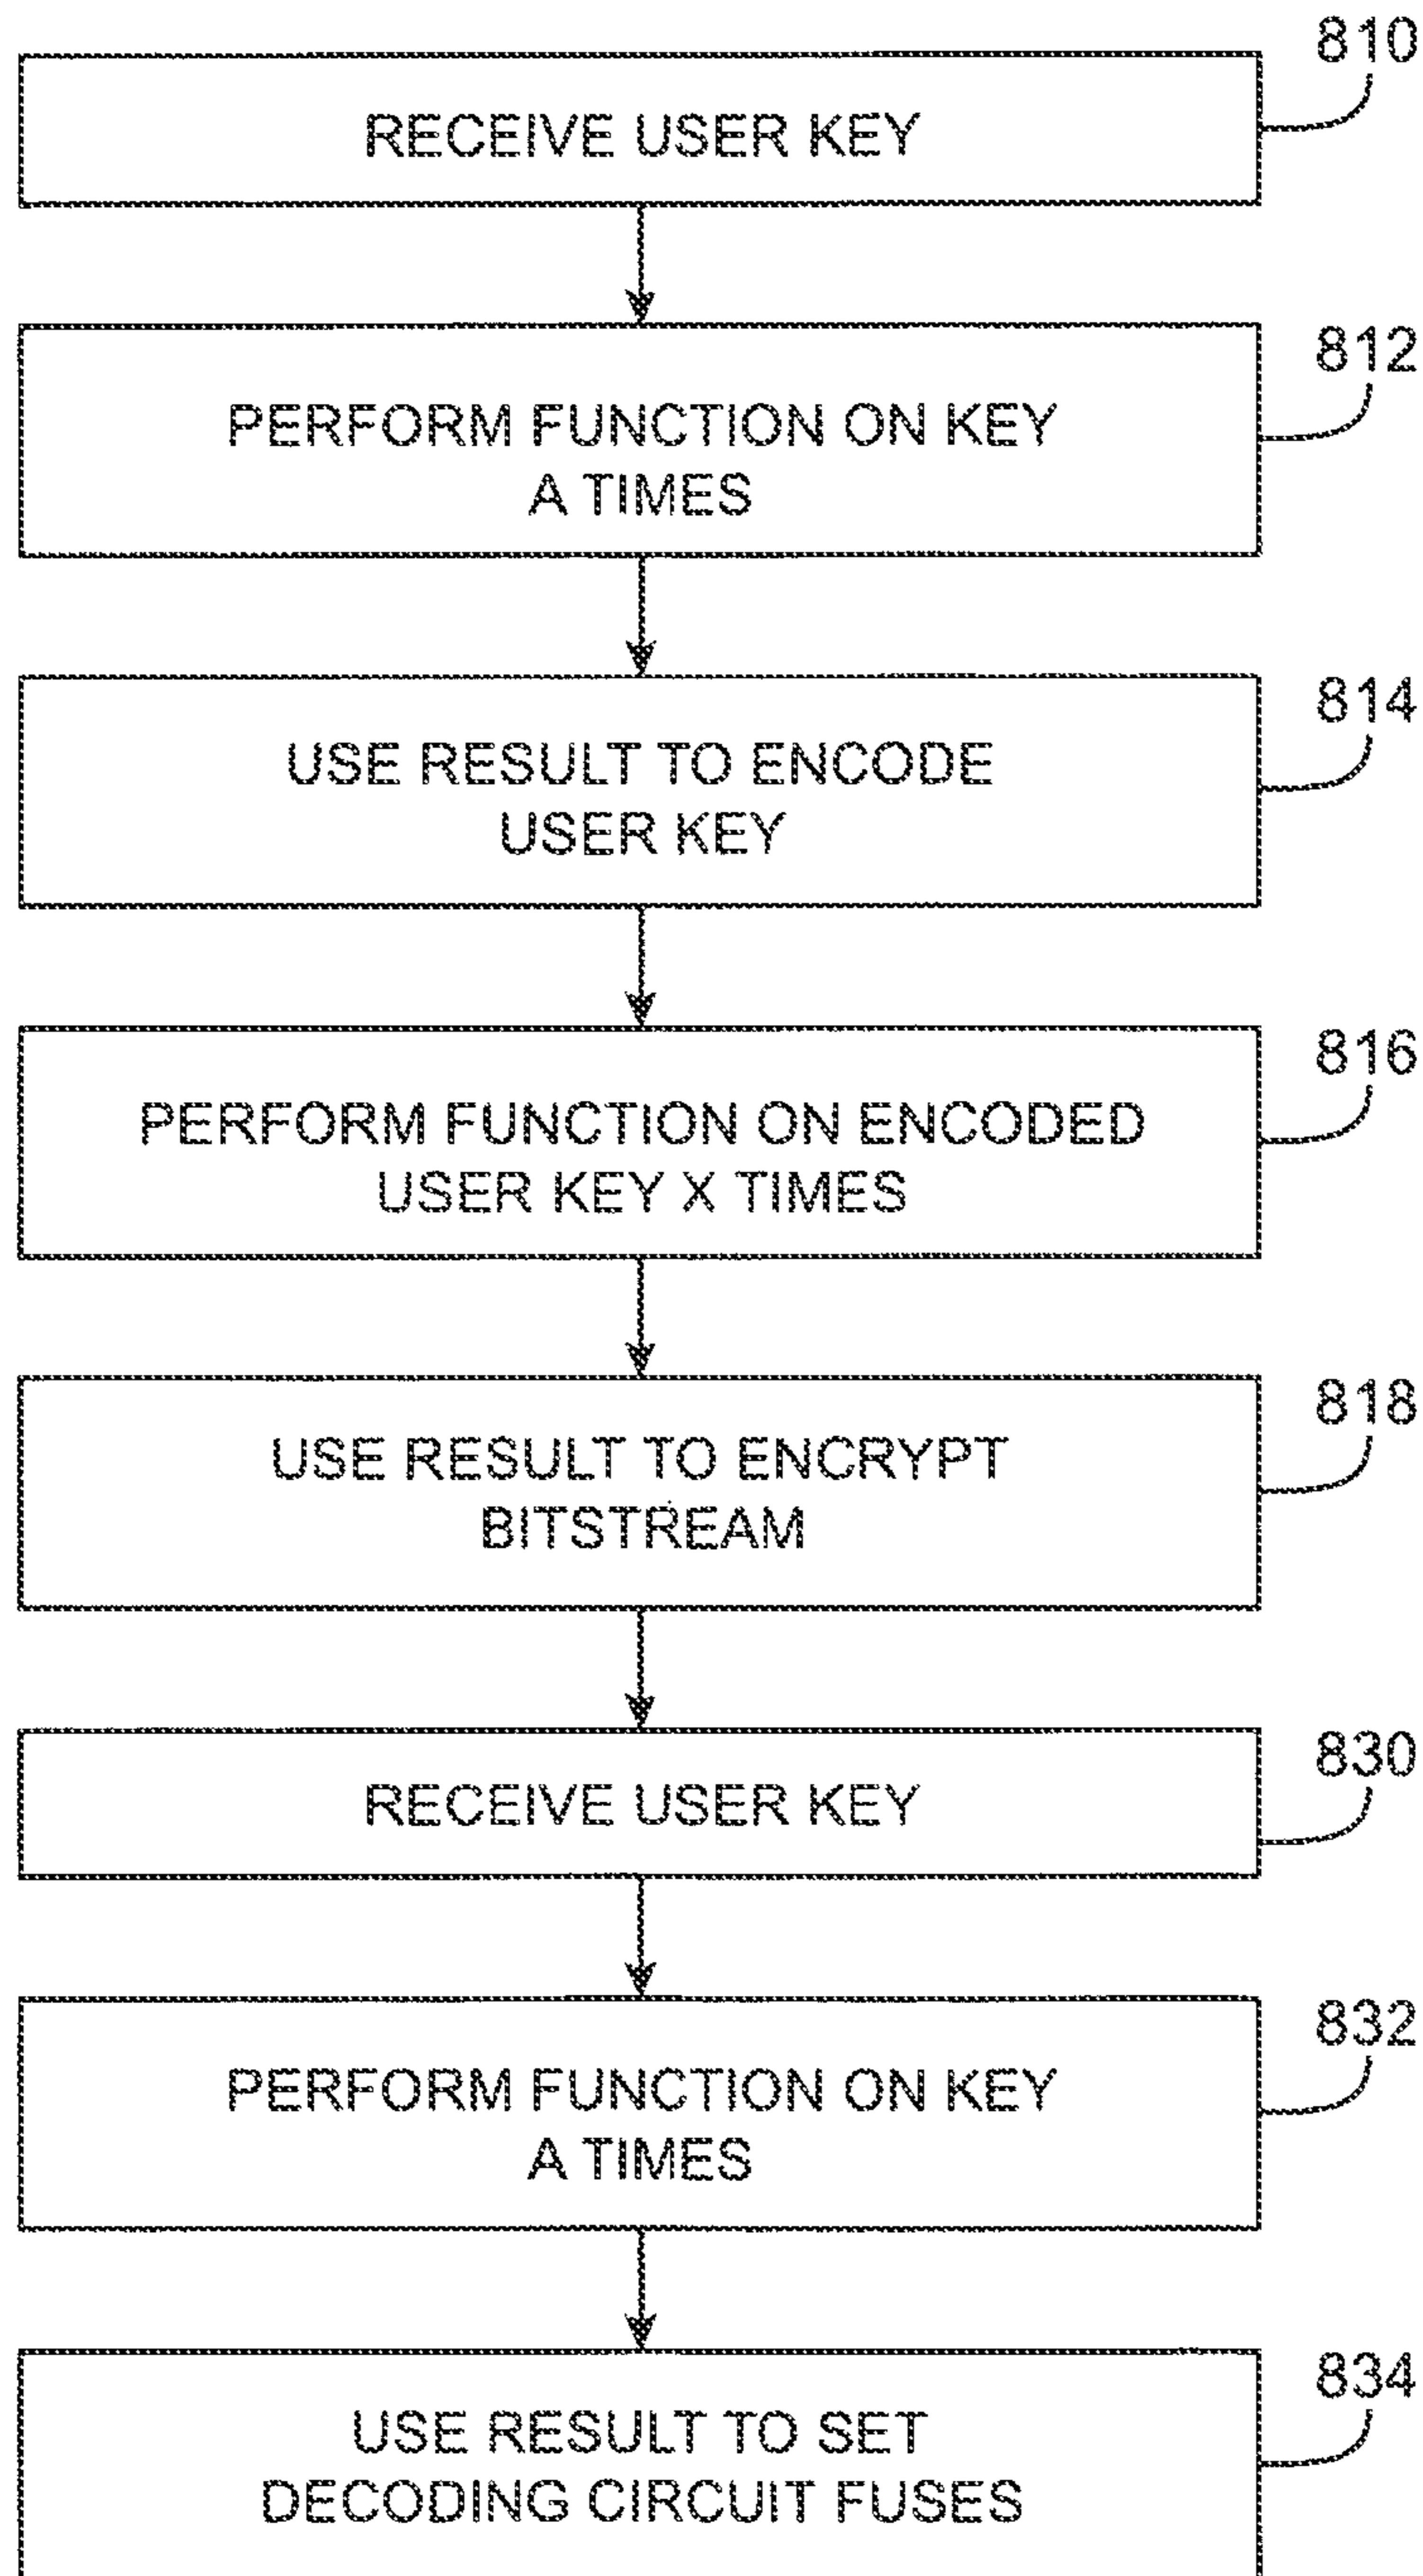 810
RECEIVE USER KEY
812
PERFORM FUNCTION ON KEY
A TIMES
814
USE RESULT TO ENCODE
USER KEY
816
PERFORM FUNCTION ON ENCODED
USER KEY X TIMES
818
USE RESULT TO ENCRYPT
BITSTREAM
830
RECEIVE USER KEY
832
PERFORM FUNCTION ON KEY
A TIMES
834
USE RESULT TO SET
DECODING CIRCUIT FUSES